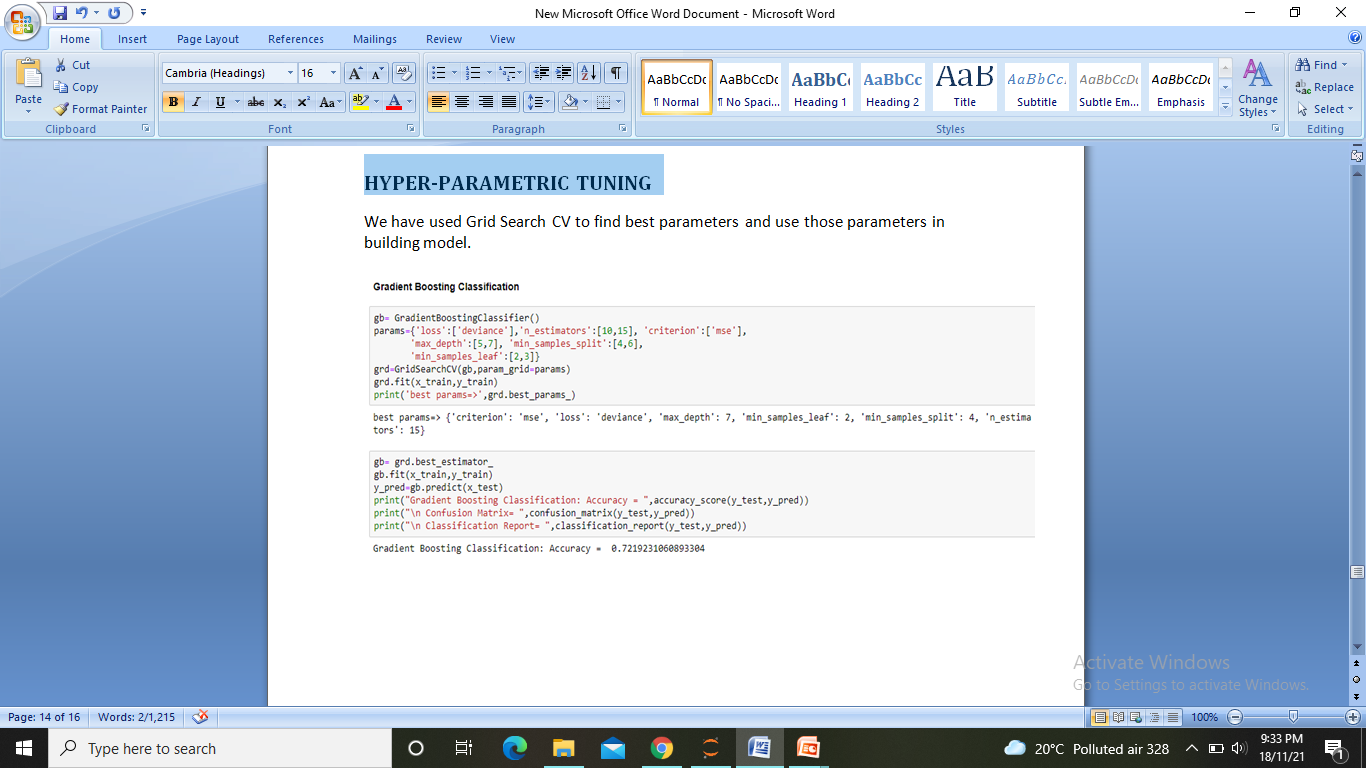 New Microsoft Office Word Document - Microsoft Word
Home Insert Page Layout References Mailings Review View
Paste
Cut
Copy
Format Painter
Clipboard
Cambria (Headings) 16
B I U abc x₂ x² Aa
Font
Paragraph
AaBbCcDc AaBbCcDc AaBbC AaBbCc AaB AaBbCc. AaBbCcDc AaBbCcDc
¶ Normal ¶ No Spaci... Heading 1 Heading 2 Title Subtitle Subtle Em... Emphasis
Change
Styles
Styles
Find
Replace
Select
Editing
HYPER-PARAMETRIC TUNING
We have used Grid Search CV to find best parameters and use those parameters in
building model.
Gradient Boosting Classification
gb= GradientBoostingClassifier()
params={'loss':['deviance'],'n_estimators':[10,15], 'criterion':['mse'],
'max_depth':[5,7], 'min_samples_split':[4,6],
'min_samples_leaf':[2,3]}
grd=GridSearchCV(gb,param_grid=params)
grd.fit(x_train,y_train)
print('best params=>',grd.best_params_)
best params=> {'criterion': 'mse', 'loss': 'deviance', 'max_depth': 7, 'min_samples_leaf': 2, 'min_samples_split': 4, 'n_estima
tors': 15}
gb= grd.best_estimator_
gb.fit(x_train,y_train)
y_pred=gb.predict(x_test)
print("Gradient Boosting Classification: Accuracy = ",accuracy_score(y_test,y_pred))
print("\n Confusion Matrix= ",confusion_matrix(y_test,y_pred))
print("\n Classification Report= ",classification_report(y_test,y_pred))
Gradient Boosting Classification: Accuracy =  0.7219231060893304
Activate Windows
Go to Settings to activate Windows.
Page: 14 of 16 Words: 2/1,215 100%
Type here to search
20°C Polluted air 328
9:33 PM
18/11/21
1